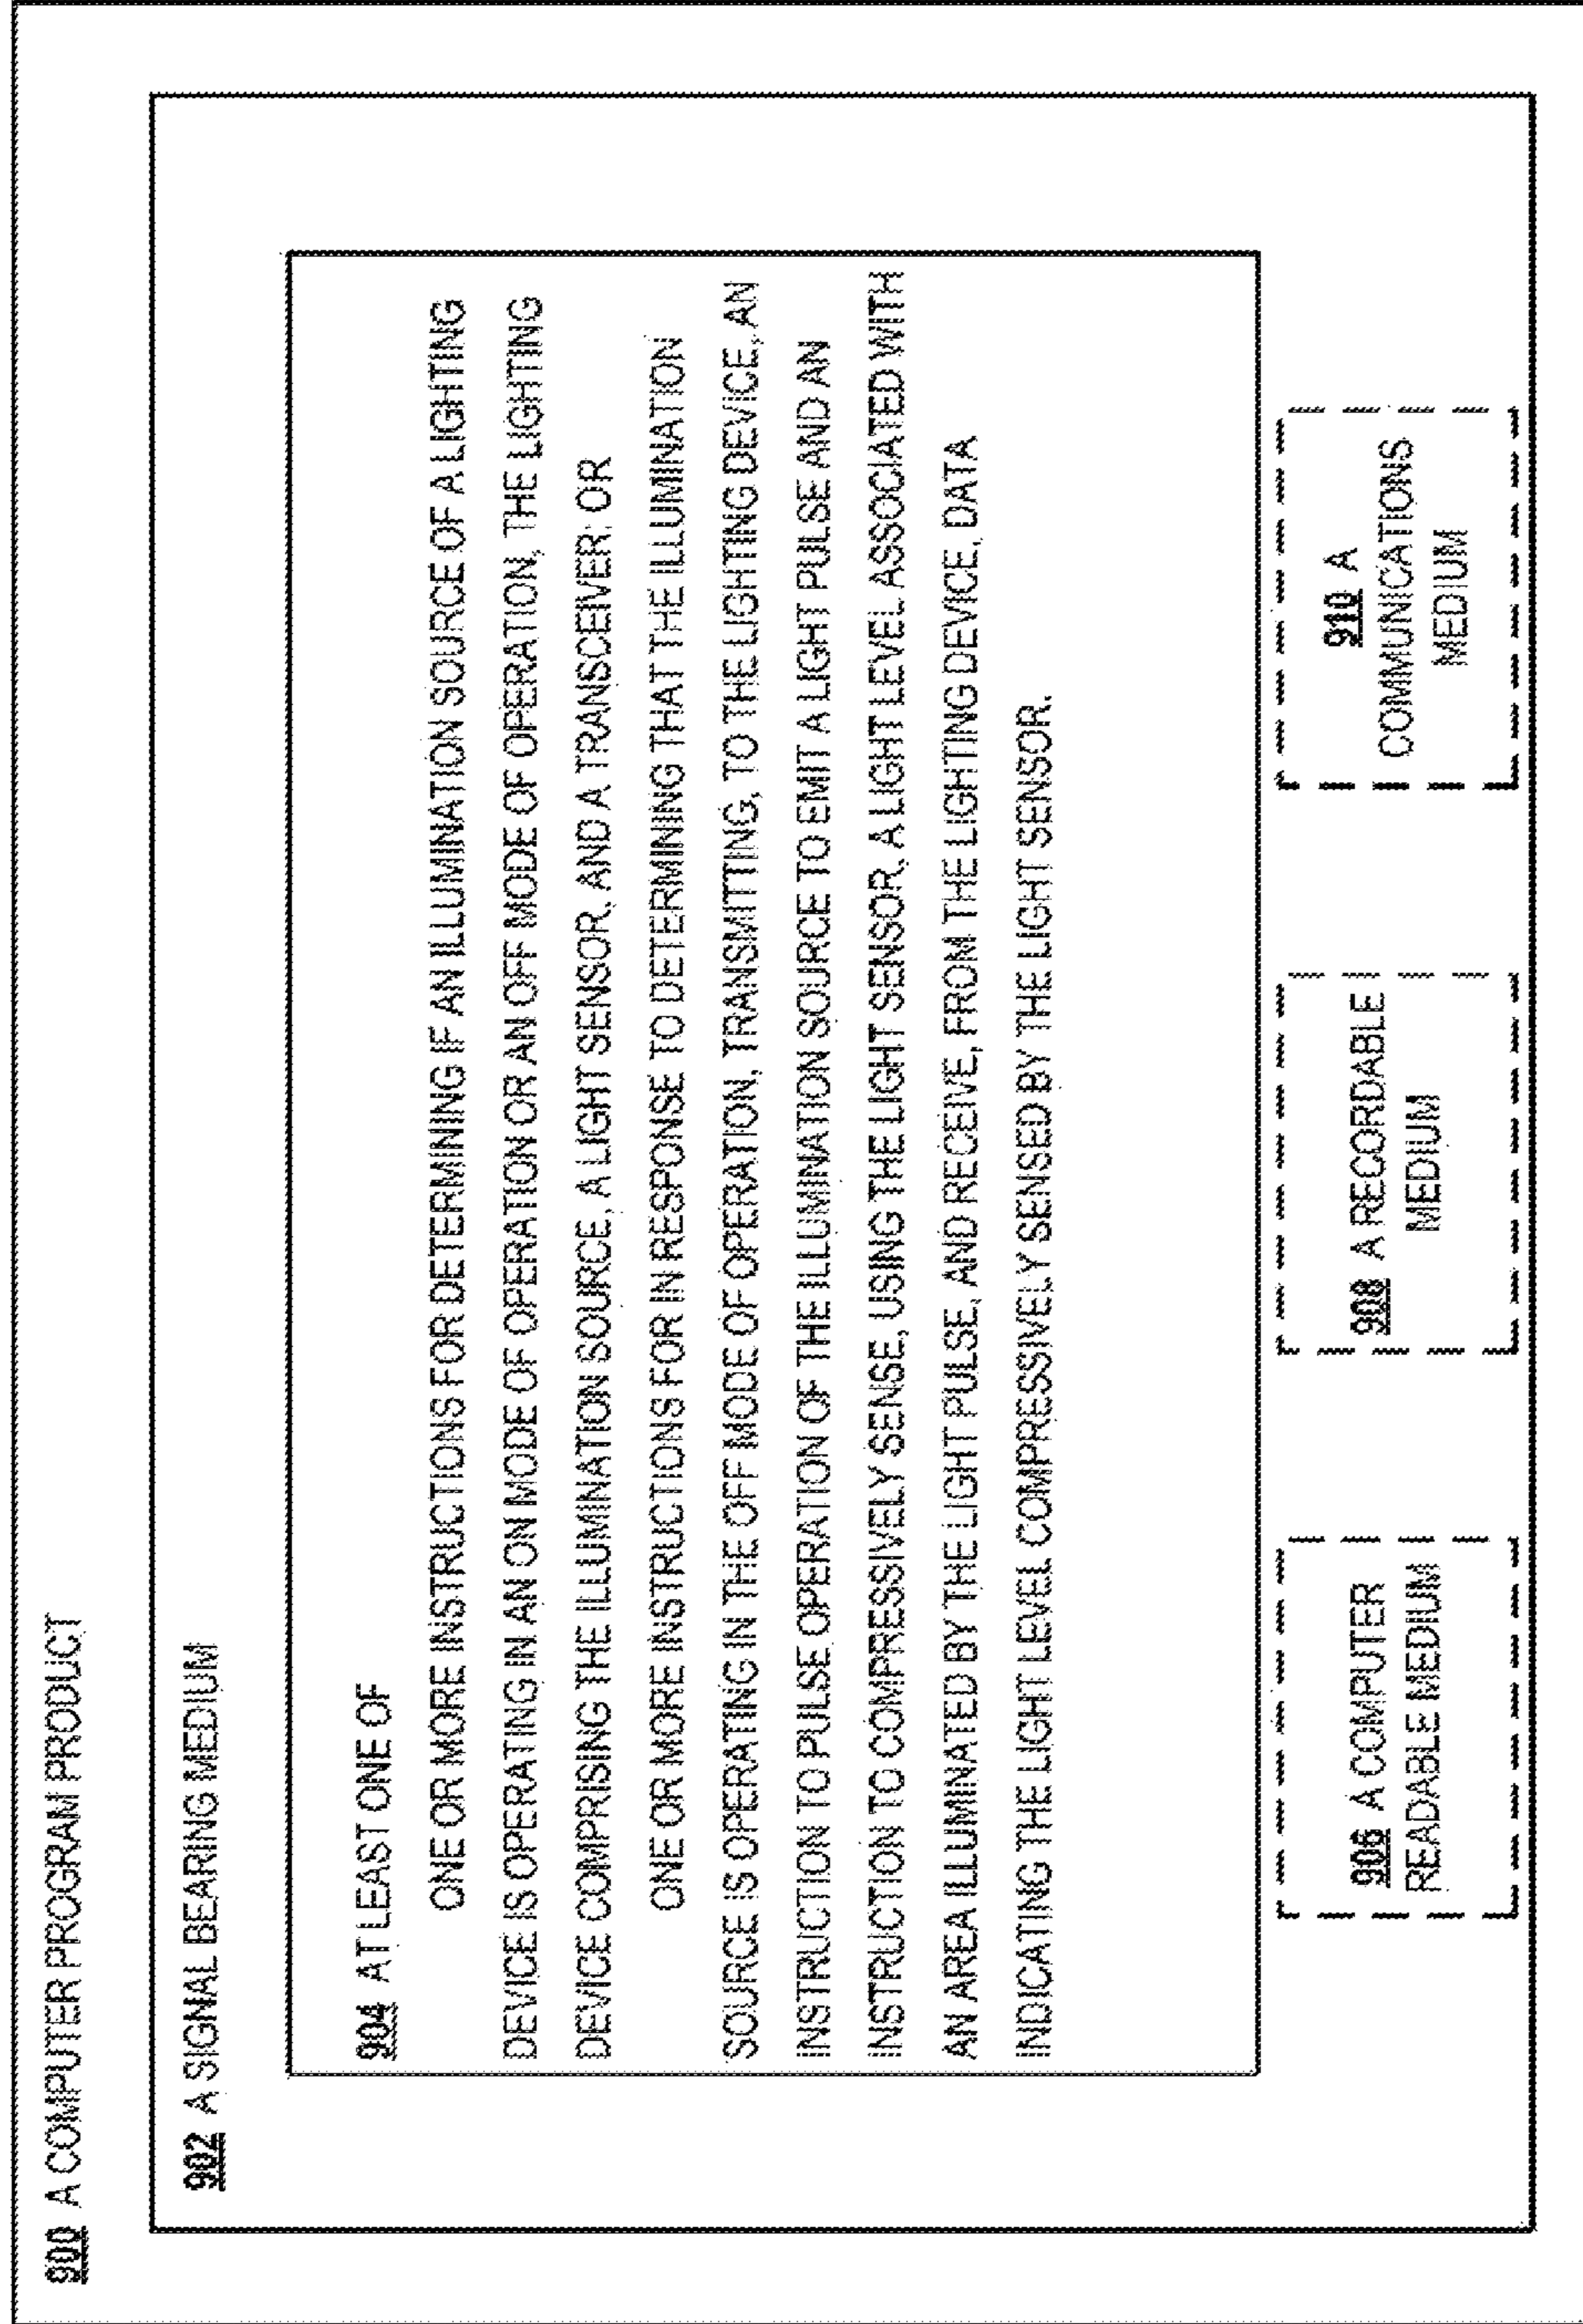 900 A COMPUTER PROGRAM PRODUCT
902 A SIGNAL BEARING MEDIUM
904 AT LEAST ONE OF
ONE OR MORE INSTRUCTIONS FOR DETERMINING IF AN ILLUMINATION SOURCE OF A LIGHTING
DEVICE IS OPERATING IN AN ON MODE OF OPERATION OR AN OFF MODE OF OPERATION, THE LIGHTING
DEVICE COMPRISING THE ILLUMINATION SOURCE, A LIGHT SENSOR, AND A TRANSCEIVER; OR
ONE OR MORE INSTRUCTIONS FOR IN RESPONSE TO DETERMINING THAT THE ILLUMINATION
SOURCE IS OPERATING IN THE OFF MODE OF OPERATION, TRANSMITTING, TO THE LIGHTING DEVICE, AN
INSTRUCTION TO PULSE OPERATION OF THE ILLUMINATION SOURCE TO EMIT A LIGHT PULSE AND AN
INSTRUCTION TO COMPRESSIVELY SENSE, USING THE LIGHT SENSOR, A LIGHT LEVEL ASSOCIATED WITH
AN AREA ILLUMINATED BY THE LIGHT PULSE, AND RECEIVE, FROM THE LIGHTING DEVICE, DATA
INDICATING THE LIGHT LEVEL COMPRESSIVELY SENSED BY THE LIGHT SENSOR.
906 A COMPUTER
READABLE MEDIUM
908 A RECORDABLE
MEDIUM
910 A
COMMUNICATIONS
MEDIUM